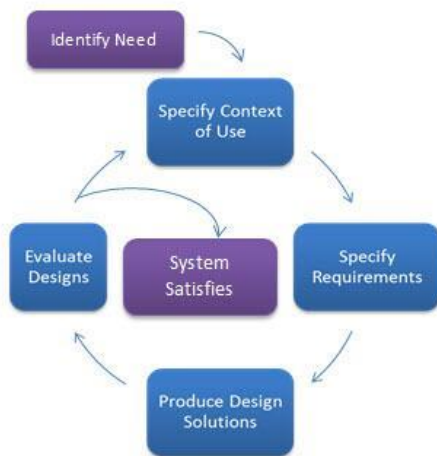 Identify Need
Specify Context
of Use
Evaluate
Designs
System
Satisfies
Specify
Requirements
Produce Design
Solutions